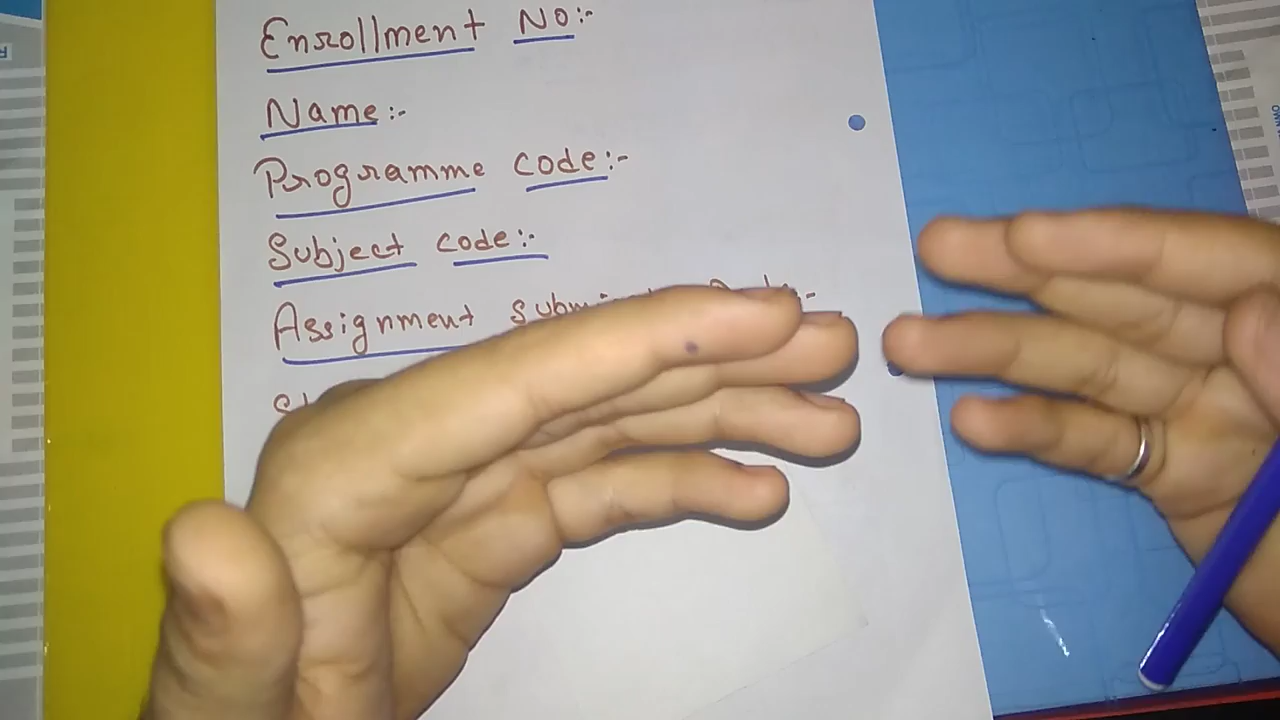 Enrollment No:-
Name:-
Programme code:-
Subject code:-
Assignment